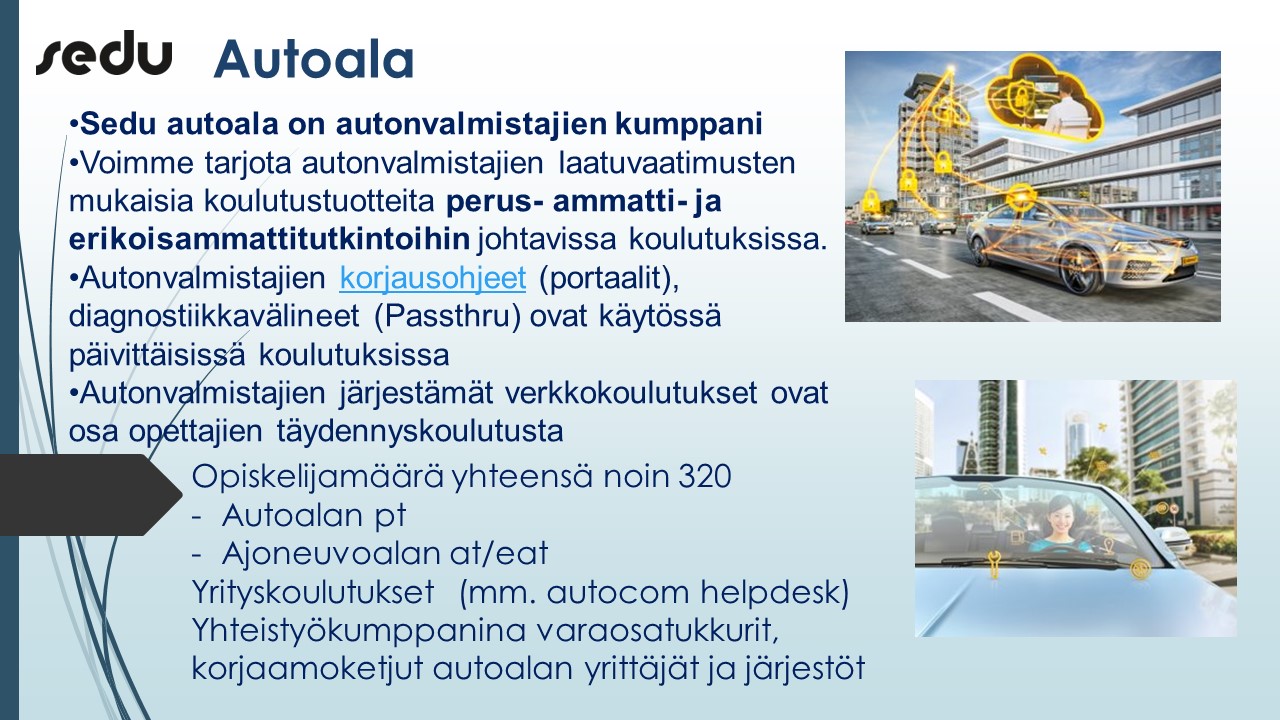 sedu
Autoala
•Sedu autoala on autonvalmistajien kumppani
•Voimme tarjota autonvalmistajien laatuvaatimusten
mukaisia koulutustuotteita perus- ammatti- ja
erikoisammattitutkintoihin johtavissa koulutuksissa.
•Autonvalmistajien korjausohjeet (portaalit),
diagnostiikkavälineet (Passthru) ovat käytössä
päivittäisissä koulutuksissa
•Autonvalmistajien järjestämät verkkokoulutukset ovat
osa opettajien täydennyskoulutusta
Opiskelijamäärä yhteensä noin 320
- Autoalan pt
- Ajoneuvoalan at/eat
Yrityskoulutukset (mm. autocom helpdesk)
Yhteistyökumppanina varaosatukkurit,
korjaamoketjut autoalan yrittäjät ja järjestöt